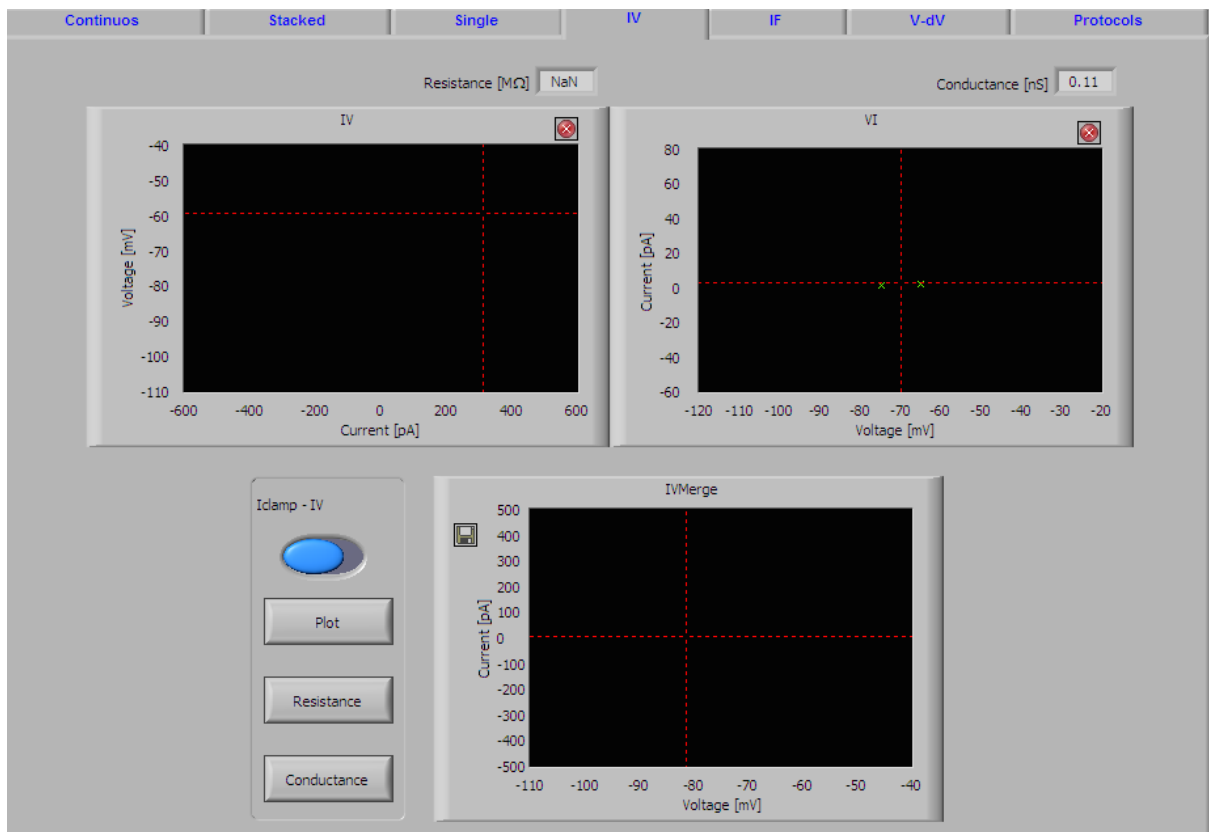 Continuos Stacked Single IV IF V-dV Protocols
Resistance [MΩ] NaN
Conductance [nS] 0.11
IV
-40
-50
-60
-70
-80
-90
-100
-110
Voltage [mV]
-600 -400 -200 0 200 400 600
Current [pA]
VI
80
60
40
20
0
-20
-40
-60
Current [pA]
-120 -110 -100 -90 -80 -70 -60 -50 -40 -30 -20
Voltage [mV]
Iclamp - IV
Plot
Resistance
Conductance
IVMerge
500
400
300
200
100
0
-100
-200
-300
-400
-500
Current [pA]
-110 -100 -90 -80 -70 -60 -50 -40
Voltage [mV]